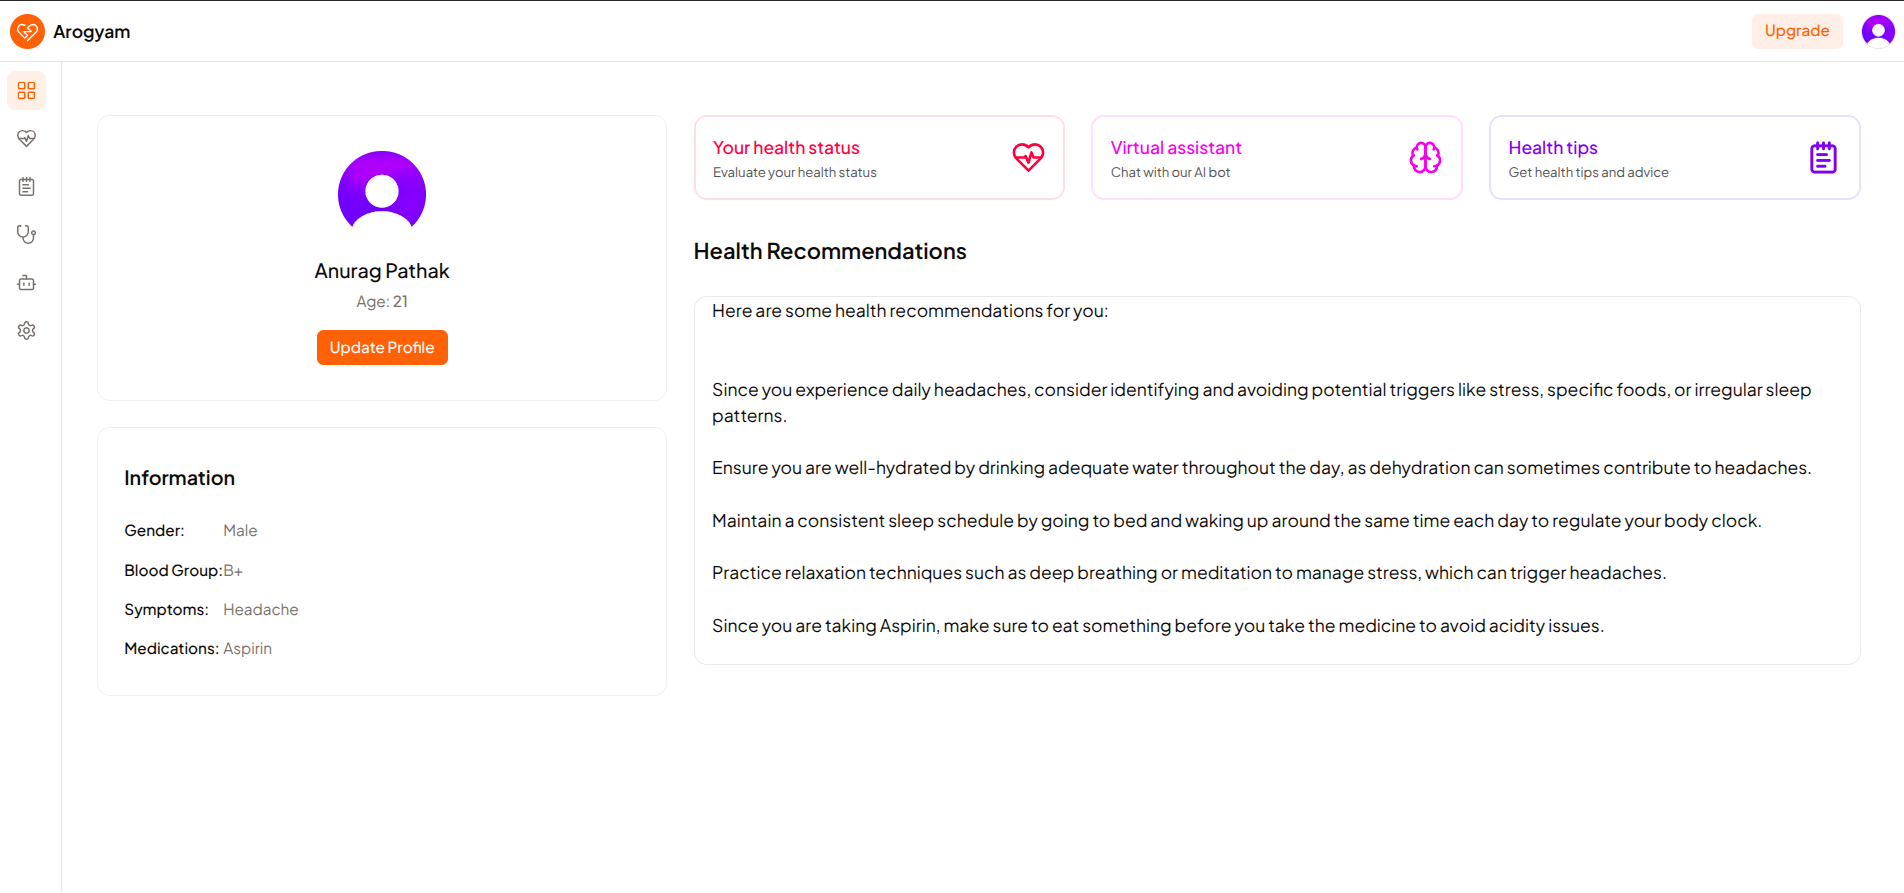 Arogyam
Upgrade
Anurag Pathak
Age: 21
Update Profile
Information
Gender: Male
Blood Group: B+
Symptoms: Headache
Medications: Aspirin
Your health status
Evaluate your health status
Virtual assistant
Chat with our AI bot
Health tips
Get health tips and advice
Health Recommendations
Here are some health recommendations for you:
Since you experience daily headaches, consider identifying and avoiding potential triggers like stress, specific foods, or irregular sleep
patterns.
Ensure you are well-hydrated by drinking adequate water throughout the day, as dehydration can sometimes contribute to headaches.
Maintain a consistent sleep schedule by going to bed and waking up around the same time each day to regulate your body clock.
Practice relaxation techniques such as deep breathing or meditation to manage stress, which can trigger headaches.
Since you are taking Aspirin, make sure to eat something before you take the medicine to avoid acidity issues.